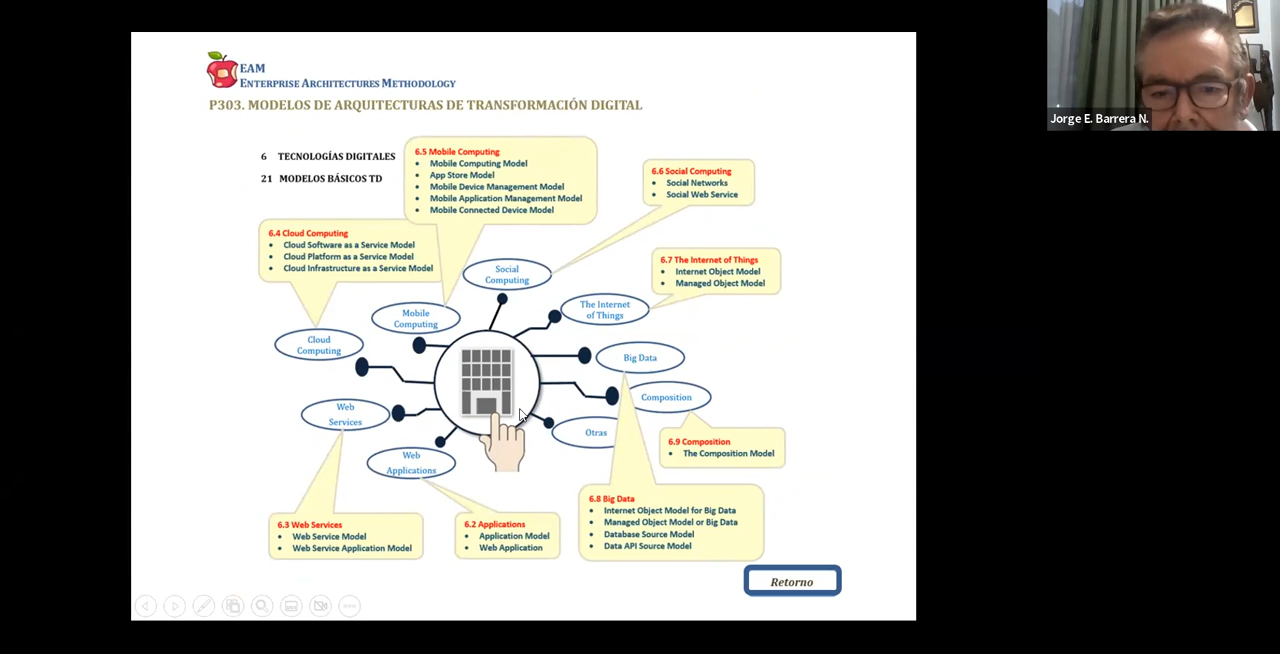 EAM
ENTERPRISE ARCHITECTURES METHODOLOGY
P303. MODELOS DE ARQUITECTURAS DE TRANSFORMACIÓN DIGITAL
Jorge E. Barrera N.
6 TECNOLOGÍAS DIGITALES
21 MODELOS BÁSICOS TD
6.5 Mobile Computing
• Mobile Computing Model
• App Store Model
• Mobile Device Management Model
• Mobile Application Management Model
• Mobile Connected Device Model
6.6 Social Computing
• Social Networks
• Social Web Service
6.4 Cloud Computing
• Cloud Software as a Service Model
• Cloud Platform as a Service Model
• Cloud Infrastructure as a Service Model
6.7 The Internet of Things
• Internet Object Model
• Managed Object Model
Social
Computing
The Internet
of Things
Mobile
Computing
Cloud
Computing
Big Data
Composition
Web
Services
Otras
Web
Applications
6.9 Composition
• The Composition Model
6.8 Big Data
• Internet Object Model for Big Data
• Managed Object Model or Big Data
• Database Source Model
• Data API Source Model
6.3 Web Services
• Web Service Model
• Web Service Application Model
6.2 Applications
• Application Model
• Web Application
Retorno